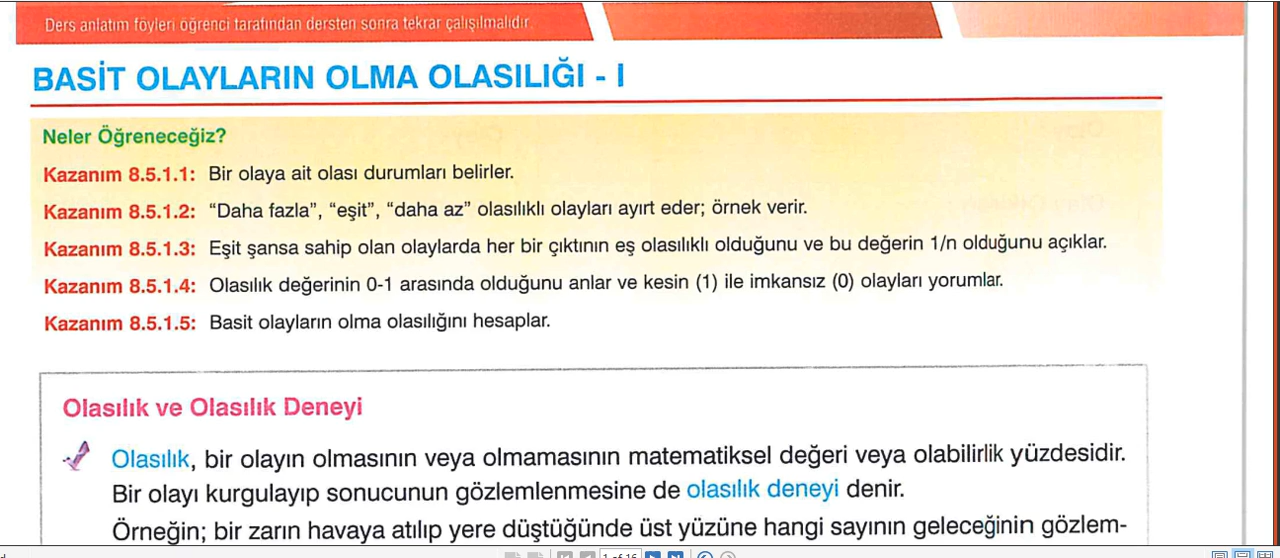 Ders anlatım föyleri öğrenci tarafından dersten sonra tekrar çalışılmalıdır.
BASİT OLAYLARIN OLMA OLASILIĞI - I
Neler Öğreneceğiz?
Kazanım 8.5.1.1: Bir olaya ait olası durumları belirler.
Kazanım 8.5.1.2: “Daha fazla”, “eşit”, “daha az” olasılıklı olayları ayırt eder; örnek verir.
Kazanım 8.5.1.3: Eşit şansa sahip olan olaylarda her bir çıktının eş olasılıklı olduğunu ve bu değerin 1/n olduğunu açıklar.
Kazanım 8.5.1.4: Olasılık değerinin 0-1 arasında olduğunu anlar ve kesin (1) ile imkansız (0) olayları yorumlar.
Kazanım 8.5.1.5: Basit olayların olma olasılığını hesaplar.
Olasılık ve Olasılık Deneyi
Olasılık, bir olayın olmasının veya olmamasının matematiksel değeri veya olabilirlik yüzdesidir.
Bir olayı kurgulayıp sonucunun gözlemlenmesine de olasılık deneyi denir.
Örneğin; bir zarın havaya atılıp yere düştüğünde üst yüzüne hangi sayının geleceğinin gözlem-
1 of 16